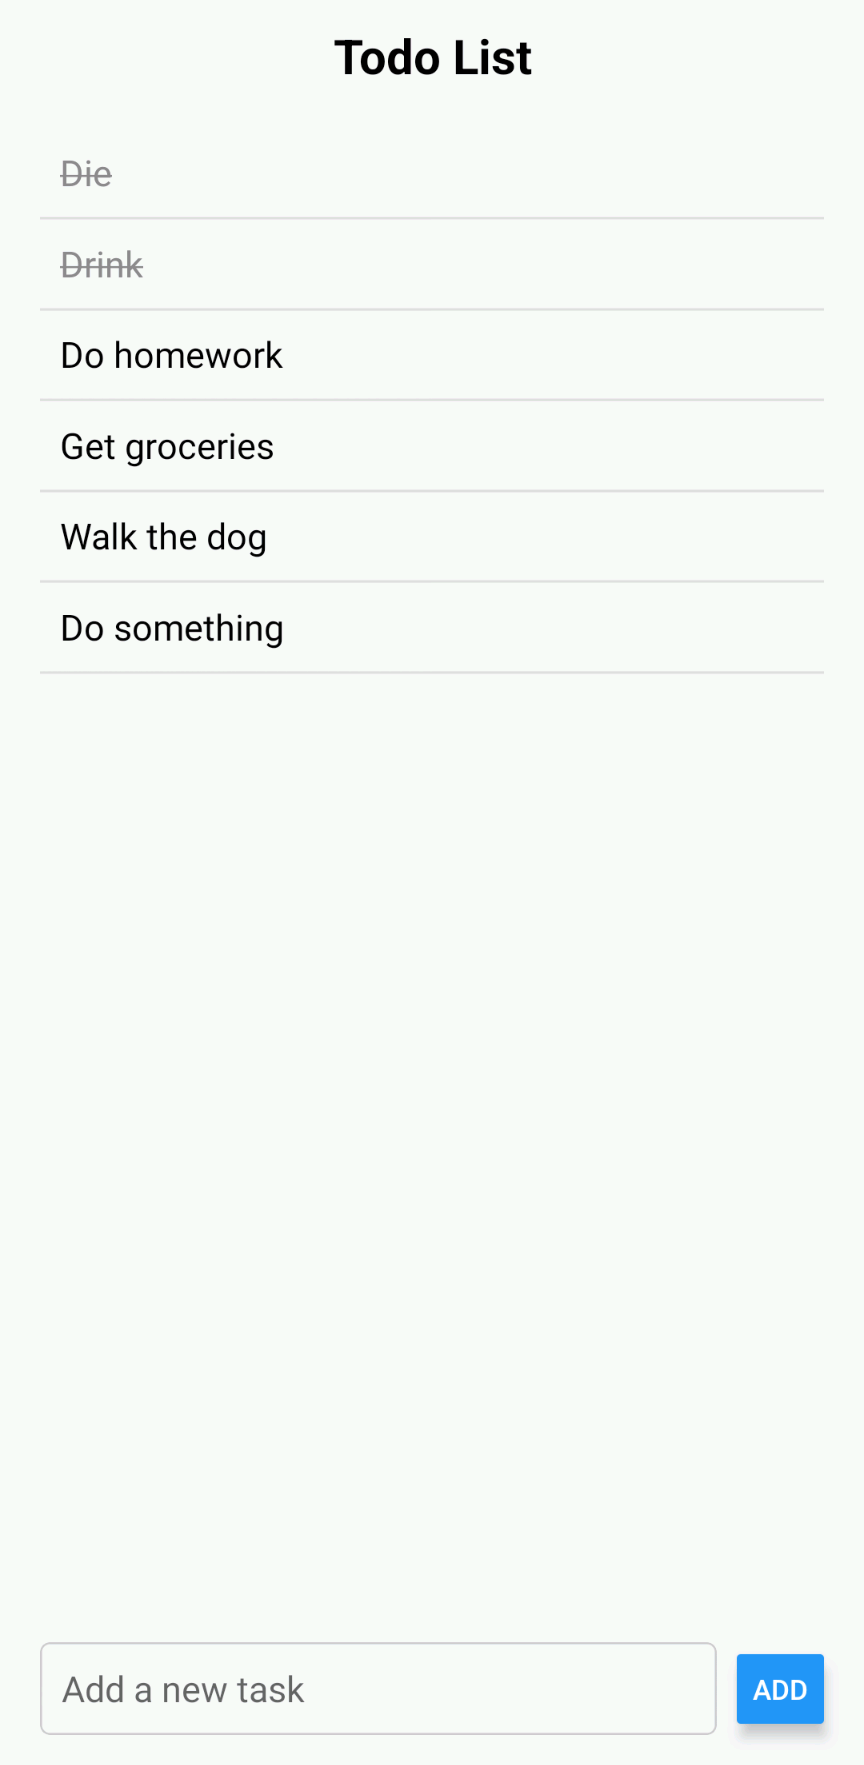 Todo List
Die
Drink
Do homework
Get groceries
Walk the dog
Do something
Add a new task
ADD